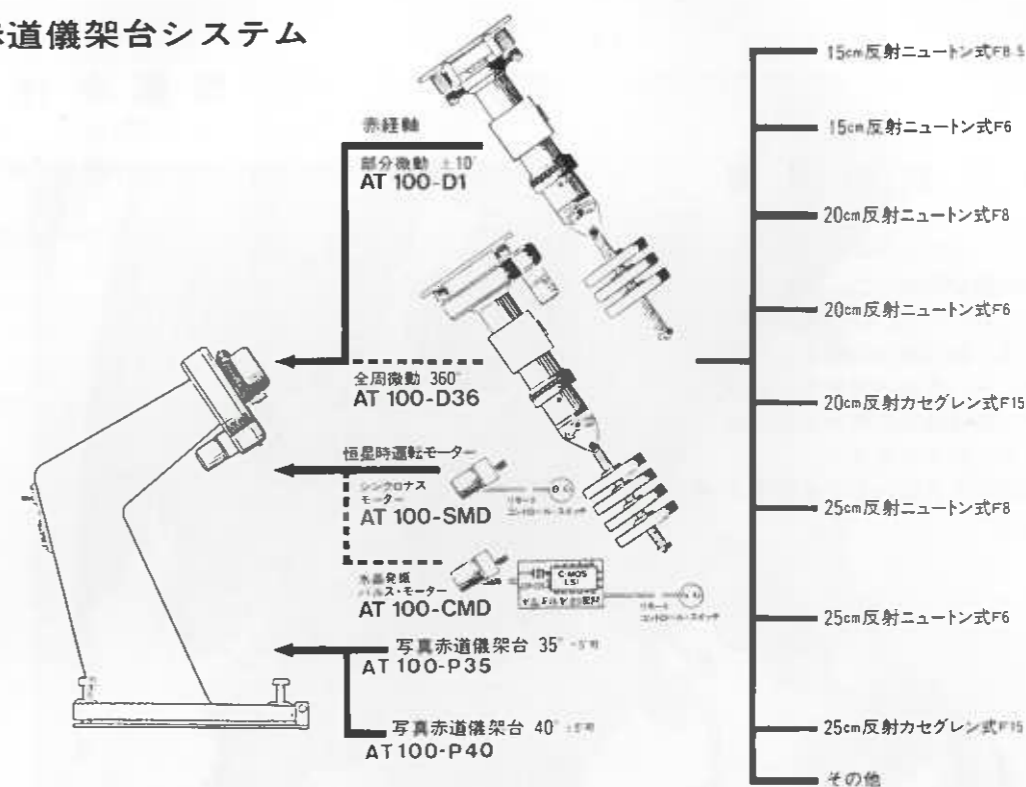 赤道儀架台システム
赤経軸
部分微動 ±10°
AT 100-D1
全周微動 360°
AT 100-D36
恒星時運転モーター
シンクロナス
モーター
AT 100-SMD
リモート
コントロール・スイッチ
水晶発振
パルス・モーター
AT 100-CMD
C-MOS
LSI
リモート
コントロール・スイッチ
写真赤道儀架台 35°
AT 100-P35
写真赤道儀架台 40°
AT100-P40
15cm反射ニュートン式F8.5
15cm反射ニュートン式F6
20cm反射ニュートン式F8
20cm反射ニュートン式F6
20cm反射カセグレン式F15
25cm反射ニュートン式F8
25cm反射ニュートン式F6
25cm反射カセグレン式F15
その他